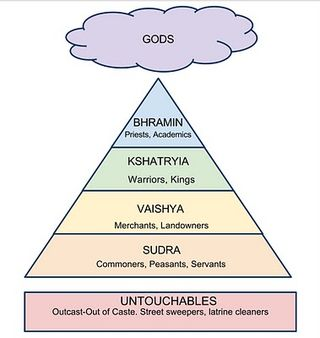 GODS
BHRAMIN
Priests, Academics
KSHATRYIA
Warriors, Kings
VAISHYA
Merchants, Landowners
SUDRA
Commoners, Peasants, Servants
UNTOUCHABLES
Outcast-Out of Caste. Street sweepers, latrine cleaners